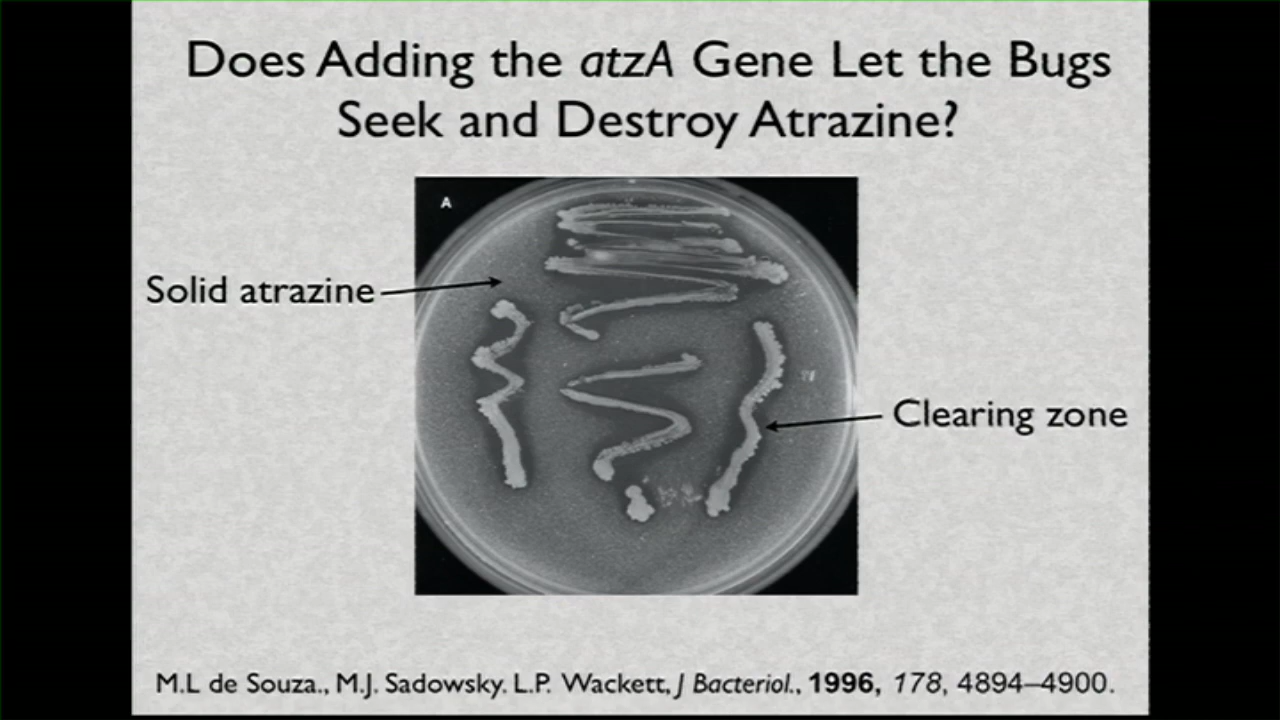 Does Adding the atzA Gene Let the Bugs
Seek and Destroy Atrazine?
A
Solid atrazine
Clearing zone
M.L de Souza., M.J. Sadowsky. L.P. Wackett, J Bacteriol., 1996, 178, 4894–4900.